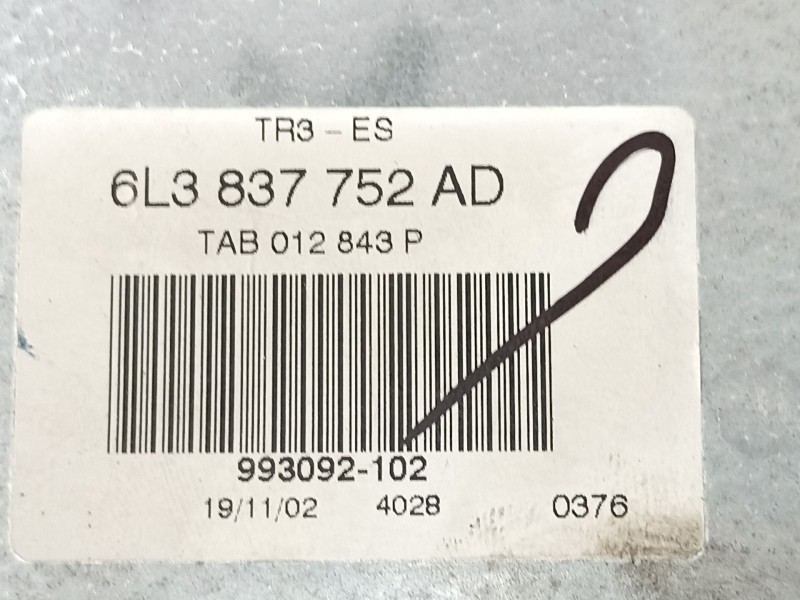 TR3 - ES
6L3 837 752 AD
TAB 012 843 P
993092-102
19/11/02 4028 0376